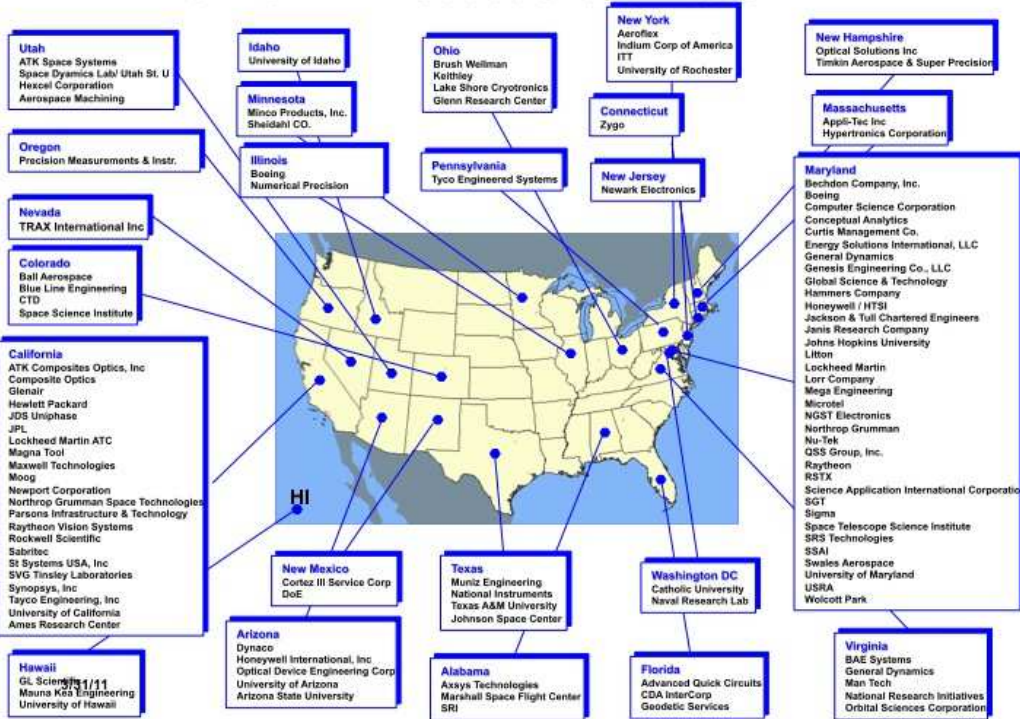 Utah
ATK Space Systems
Space Dyamics Lab/ Utah St. U
Hexcel Corporation
Aerospace Machining
Oregon
Precision Measurements & Instr.
Nevada
TRAX International Inc
Colorado
Ball Aerospace
Blue Line Engineering
CTD
Space Science Institute
California
ATK Composites Optics, Inc
Composite Optics
Glenair
Hewlett Packard
JDS Uniphase
JPL
Lockheed Martin ATC
Magna Tool
Maxwell Technologies
Moog
Newport Corporation
Northrop Grumman Space Technologies
Parsons Infrastructure & Technology
Raytheon Vision Systems
Rockwell Scientific
Sabritec
St Systems USA, Inc
SVG Tinsley Laboratories
Synopsys, Inc
Tayco Engineering, Inc
University of California
Ames Research Center
Hawaii
GL Scientific
3/31/11
Mauna Kea Engineering
University of Hawaii
Idaho
University of Idaho
Minnesota
Minco Products, Inc.
Sheidahl CO.
Illinois
Boeing
Numerical Precision
Ohio
Brush Wellman
Keithley
Lake Shore Cryotronics
Glenn Research Center
Pennsylvania
Tyco Engineered Systems
New York
Aeroflex
Indium Corp of America
ITT
University of Rochester
Connecticut
Zygo
New Jersey
Newark Electronics
New Hampshire
Optical Solutions Inc
Timkin Aerospace & Super Precision
Massachusetts
Appli-Tec Inc
Hypertronics Corporation
Maryland
Bechdon Company, Inc.
Boeing
Computer Science Corporation
Conceptual Analytics
Curtis Management Co.
Energy Solutions International, LLC
General Dynamics
Genesis Engineering Co., LLC
Global Science & Technology
Hammers Company
Honeywell / HTSI
Jackson & Tull Chartered Engineers
Janis Research Company
Johns Hopkins University
Litton
Lockheed Martin
Lorr Company
Mega Engineering
Microtel
NGST Electronics
Northrop Grumman
Nu-Tek
QSS Group, Inc.
Raytheon
RSTX
Science Application International Corporatio
SGT
Sigma
Space Telescope Science Institute
SRS Technologies
SSAI
Swales Aerospace
University of Maryland
USRA
Wolcott Park
HI
New Mexico
Cortez III Service Corp
DoE
Arizona
Dynaco
Honeywell International, Inc
Optical Device Engineering Corp
University of Arizona
Arizona State University
Texas
Muniz Engineering
National Instruments
Texas A&M University
Johnson Space Center
Alabama
Axsys Technologies
Marshall Space Flight Center
SRI
Washington DC
Catholic University
Naval Research Lab
Florida
Advanced Quick Circuits
CDA InterCorp
Geodetic Services
Virginia
BAE Systems
General Dynamics
Man Tech
National Research Initiatives
Orbital Sciences Corporation